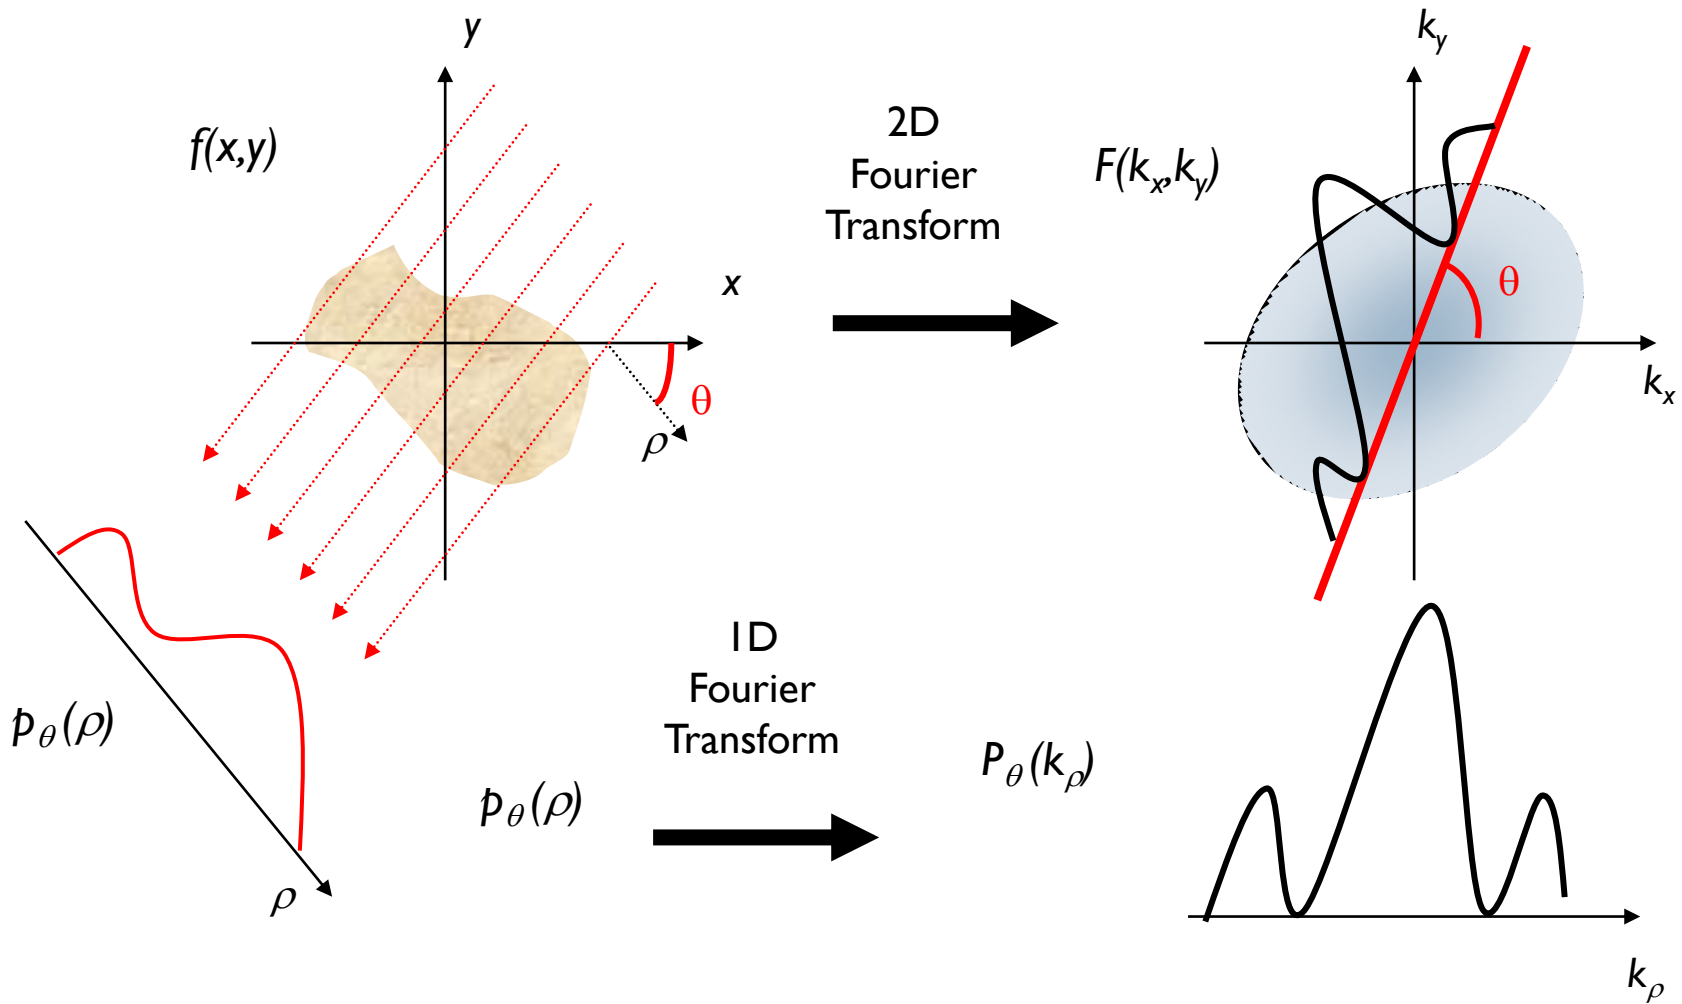 y
f(x,y)
x
θ
ρ
2D
Fourier
Transform
k_y
F(k_x,k_y)
θ
k_x
p_θ(ρ)
ρ
1D
Fourier
Transform
p_θ(ρ)
P_θ(k_ρ)
k_ρ